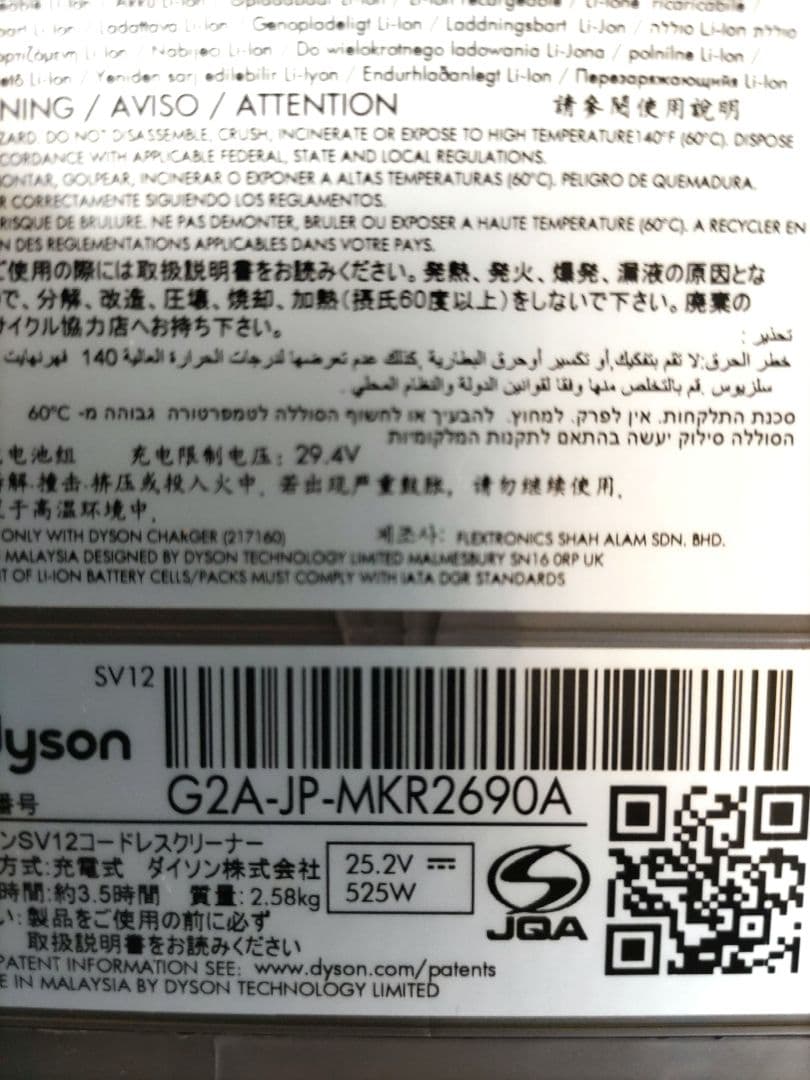 Li-Ion / Laddattava Li-Ion / Genopladeligt Li-Ion / Laddningsbart Li-Jon /
Li-Ion / Nabíjecí Li-Ion / Do wielokrotnego ladowania Li-Jona / polnilne Li-Ion /
Li-Ion / Yeniden şarj edilebilir Li-Iyon / Endurhlaðanlegt Li-Ion / Перезаряжающийся Li-Ion
NING / AVISO / ATTENTION 請參閱使用說明
ZARD. DO NOT DISASSEMBLE, CRUSH, INCINERATE OR EXPOSE TO HIGH TEMPERATURE140°F (60°C). DISPOSE
CORDANCE WITH APPLICABLE FEDERAL, STATE AND LOCAL REGULATIONS.
ONTAR, GOLPEAR, INCINERAR O EXPONER A ALTAS TEMPERATURAS (60°C). PELIGRO DE QUEMADURA.
R CORRECTAMENTE SIGUIENDO LOS REGLAMENTOS.
RISQUE DE BRULURE. NE PAS DEMONTER, BRULER OU EXPOSER A HAUTE TEMPERATURE (60°C). A RECYCLER EN
N DES REGLEMENTATIONS APPLICABLES DANS VOTRE PAYS.
ご使用の際には取扱説明書をお読みください。発熱、発火、爆発、漏液の原因とな
で、分解、改造、圧壊、焼却、加熱(摂氏60度以上)をしないで下さい。廃棄の
サイクル協力店へお持ち下さい。
تحذير :
خطر الحرق:لا تقم بتفكيك,أو تكسير أوحرق البطارية ,كذلك عدم تعرضها لدرجات الحرارة العالية 140 فهرنهايت
سلزيوس. قم بالتخلص منها وفقا لقوانين الدولة والنظام المحلي.
סכנת התלקחות. אין לפרק, למחוץ, להבעיר או לחשוף הסוללה לטמפרטורה גבוהה מ- 60°C
הסוללה סילוק יעשה בהתאם לתקנות המקומיות
电池组 充电限制电压: 29.4V
解.撞击.挤压或投入火中. 若出现严重鼓胀, 请勿继续使用.
于高温环境中.
ONLY WITH DYSON CHARGER (217160) 제조사: FLEXTRONICS SHAH ALAM SDN. BHD.
MALAYSIA DESIGNED BY DYSON TECHNOLOGY LIMITED MALMESBURY SN16 0RP UK
T OF LI-ION BATTERY CELLS/PACKS MUST COMPLY WITH IATA DGR STANDARDS
SV12
dyson
G2A-JP-MKR2690A
番号
ンSV12コードレスクリーナー
方式:充電式 ダイソン株式会社
時間:約3.5時間 質量:2.58kg
25.2V ⎓
525W
JQA
い:製品をご使用の前に必ず
取扱説明書をお読みください
PATENT INFORMATION SEE: www.dyson.com/patents
E IN MALAYSIA BY DYSON TECHNOLOGY LIMITED